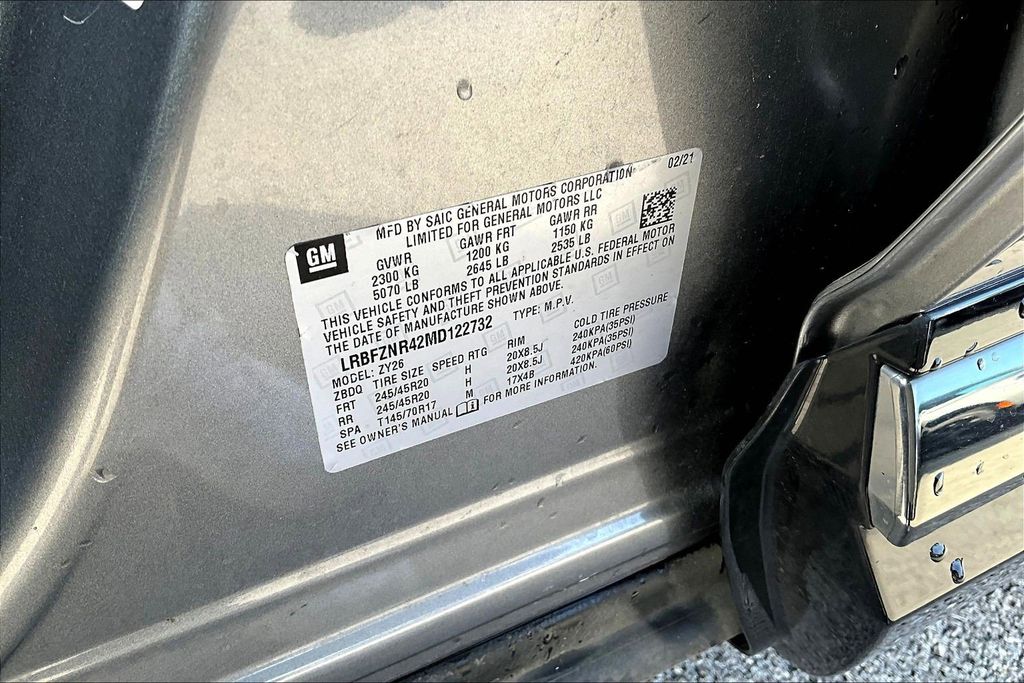 02/21
GM
MFD BY SAIC GENERAL MOTORS CORPORATION
LIMITED FOR GENERAL MOTORS LLC
GVWR GAWR FRT GAWR RR
2300 KG 1200 KG 1150 KG
5070 LB 2645 LB 2535 LB
THIS VEHICLE CONFORMS TO ALL APPLICABLE U.S. FEDERAL MOTOR
VEHICLE SAFETY AND THEFT PREVENTION STANDARDS IN EFFECT ON
THE DATE OF MANUFACTURE SHOWN ABOVE.
LRBFZNR42MD122732 TYPE: M.P.V.
MODEL: ZY26
ZBDQ TIRE SIZE SPEED RTG RIM COLD TIRE PRESSURE
FRT 245/45R20 H 20X8.5J 240KPA(35PSI)
RR 245/45R20 H 20X8.5J 240KPA(35PSI)
SPA T145/70R17 M 17X4B 420KPA(60PSI)
SEE OWNER'S MANUAL FOR MORE INFORMATION.